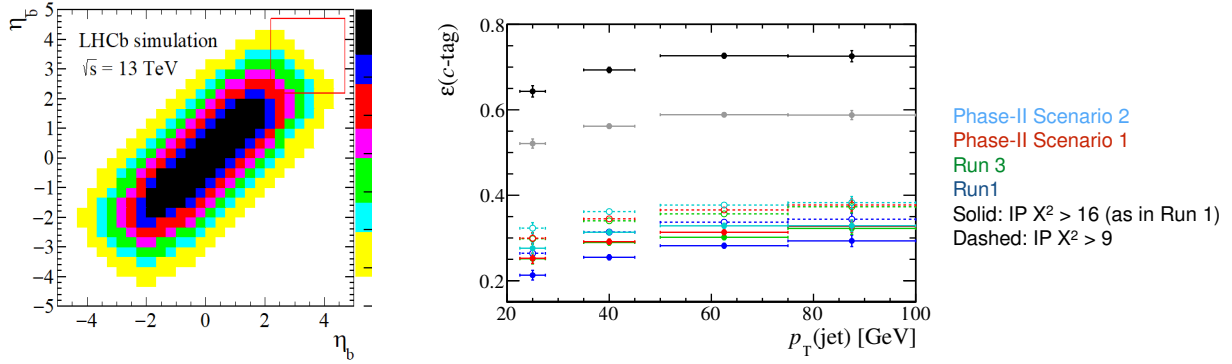 η_b̅
LHCb simulation
√s = 13 TeV
5
4
3
2
1
0
−1
−2
−3
−4
−5
−4
−2
0
2
4
η_b
ε(c-tag)
0.8
0.6
0.4
0.2
20
40
60
80
100
p_T(jet) [GeV]
Phase-II Scenario 2
Phase-II Scenario 1
Run 3
Run1
Solid: IP X² > 16 (as in Run 1)
Dashed: IP X² > 9